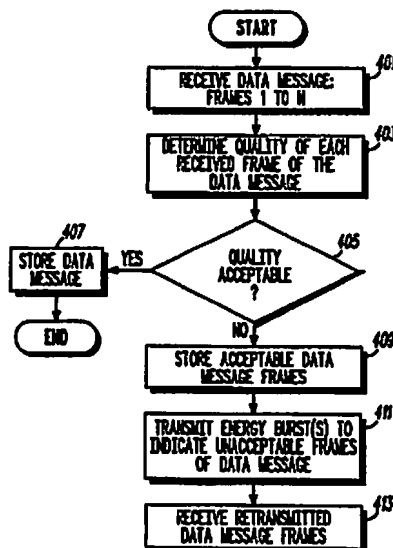 START
401
RECEIVE DATA MESSAGE:
FRAMES 1 TO N
403
DETERMINE QUALITY OF EACH
RECEIVED FRAME OF THE
DATA MESSAGE
405
QUALITY
ACCEPTABLE
?
YES
407
STORE DATA
MESSAGE
END
NO
409
STORE ACCEPTABLE DATA
MESSAGE FRAMES
411
TRANSMIT ENERGY BURST(S) TO
INDICATE UNACCEPTABLE FRAMES
OF DATA MESSAGE
413
RECEIVE RETRANSMITTED
DATA MESSAGE FRAMES